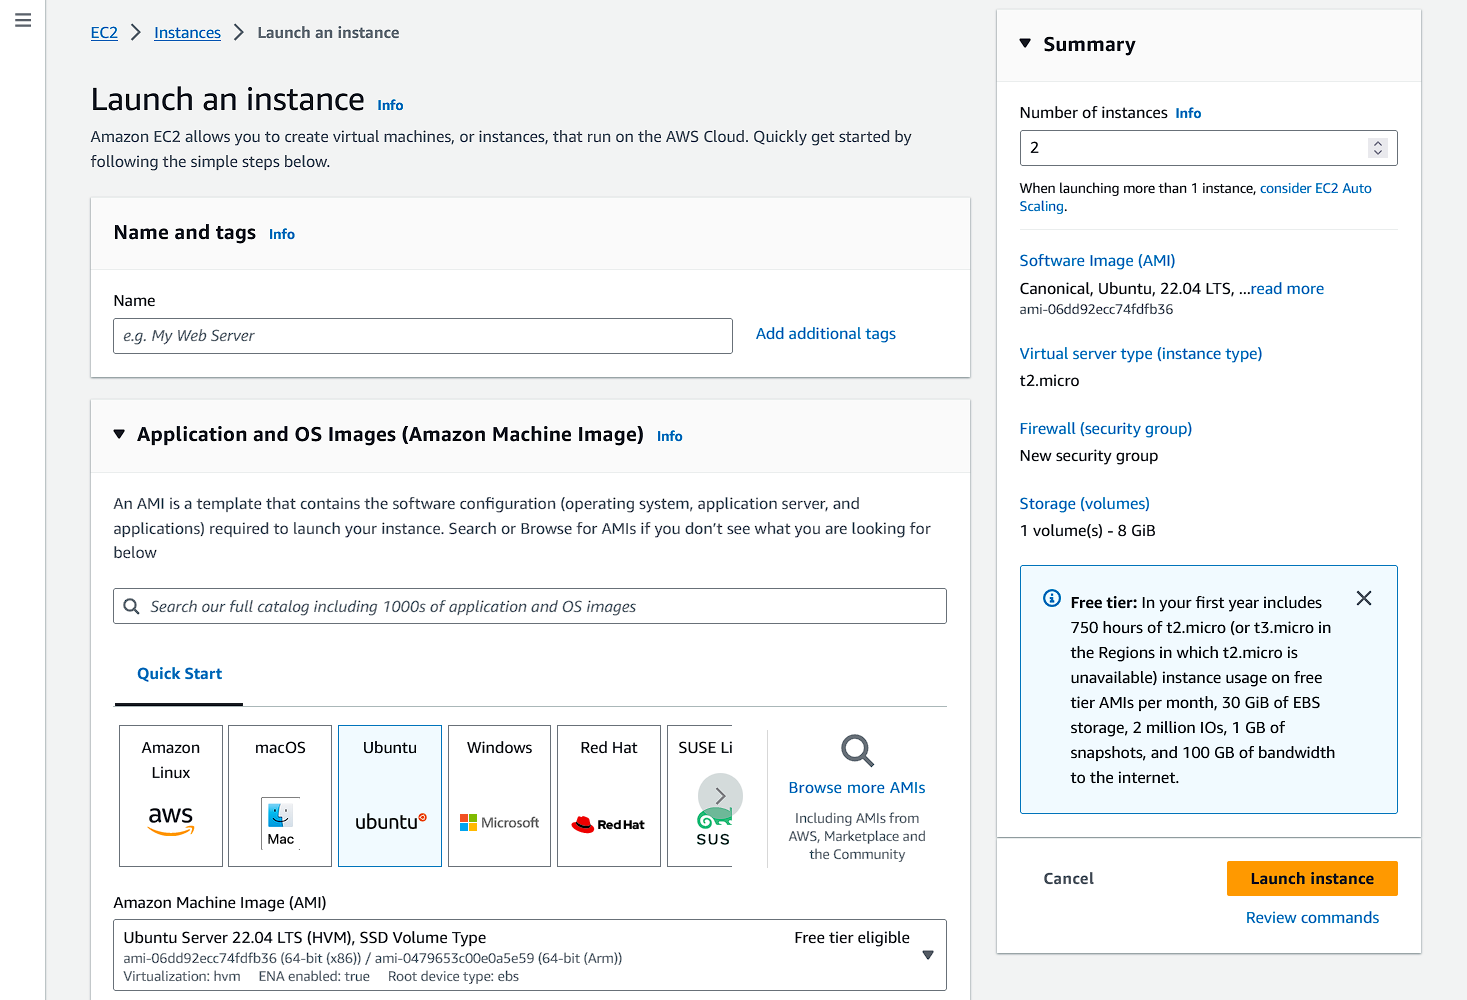 EC2 > Instances > Launch an instance
Launch an instance Info
Amazon EC2 allows you to create virtual machines, or instances, that run on the AWS Cloud. Quickly get started by
following the simple steps below.
Name and tags Info
Name
e.g. My Web Server
Add additional tags
Application and OS Images (Amazon Machine Image) Info
An AMI is a template that contains the software configuration (operating system, application server, and
applications) required to launch your instance. Search or Browse for AMIs if you don't see what you are looking for
below
Search our full catalog including 1000s of application and OS images
Quick Start
Amazon
Linux
aws
macOS
Mac
Ubuntu
ubuntu
Windows
Microsoft
Red Hat
Red Hat
SUSE Li
SUS
Browse more AMIs
Including AMIs from
AWS, Marketplace and
the Community
Amazon Machine Image (AMI)
Ubuntu Server 22.04 LTS (HVM), SSD Volume Type
Free tier eligible
ami-06dd92ecc74fdfb36 (64-bit (x86)) / ami-0479653c00e0a5e59 (64-bit (Arm))
Virtualization: hvm ENA enabled: true Root device type: ebs
Summary
Number of instances Info
2
When launching more than 1 instance, consider EC2 Auto
Scaling.
Software Image (AMI)
Canonical, Ubuntu, 22.04 LTS, ...read more
ami-06dd92ecc74fdfb36
Virtual server type (instance type)
t2.micro
Firewall (security group)
New security group
Storage (volumes)
1 volume(s) - 8 GiB
Free tier: In your first year includes
750 hours of t2.micro (or t3.micro in
the Regions in which t2.micro is
unavailable) instance usage on free
tier AMIs per month, 30 GiB of EBS
storage, 2 million IOs, 1 GB of
snapshots, and 100 GB of bandwidth
to the internet.
Cancel
Launch instance
Review commands